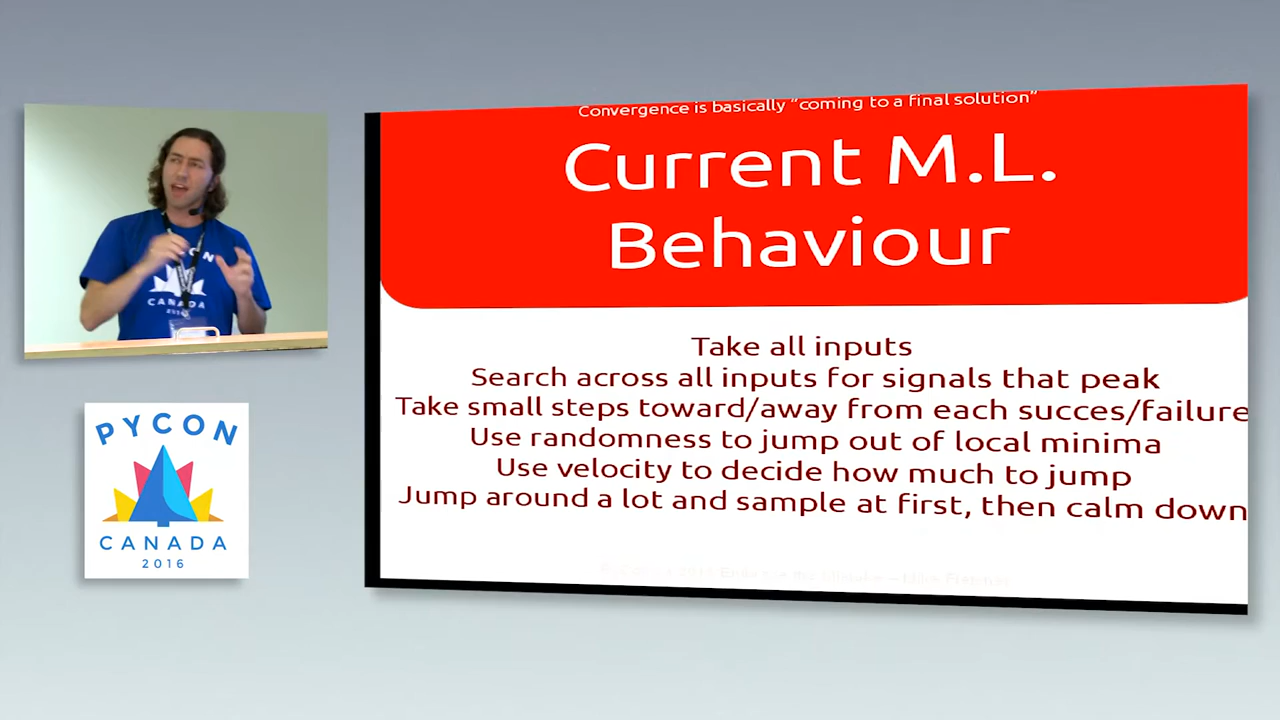 Convergence is basically "coming to a final solution"
Current M.L.
Behaviour
Take all inputs
Search across all inputs for signals that peak
Take small steps toward/away from each succes/failure
Use randomness to jump out of local minima
Use velocity to decide how much to jump
Jump around a lot and sample at first, then calm down
CANADA
PYCON
CANADA
2016